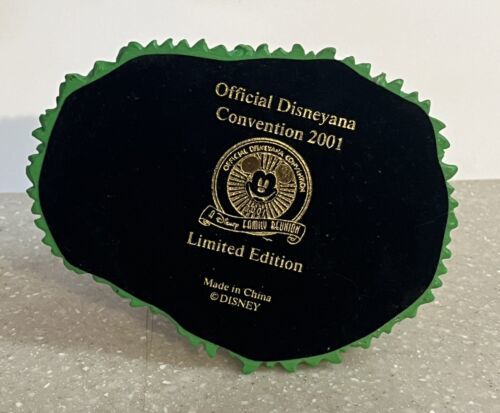 Official Disneyana
Convention 2001
OFFICIAL DISNEYANA CONVENTION
A Disney FAMILY REUNION
Limited Edition
Made in China
©DISNEY